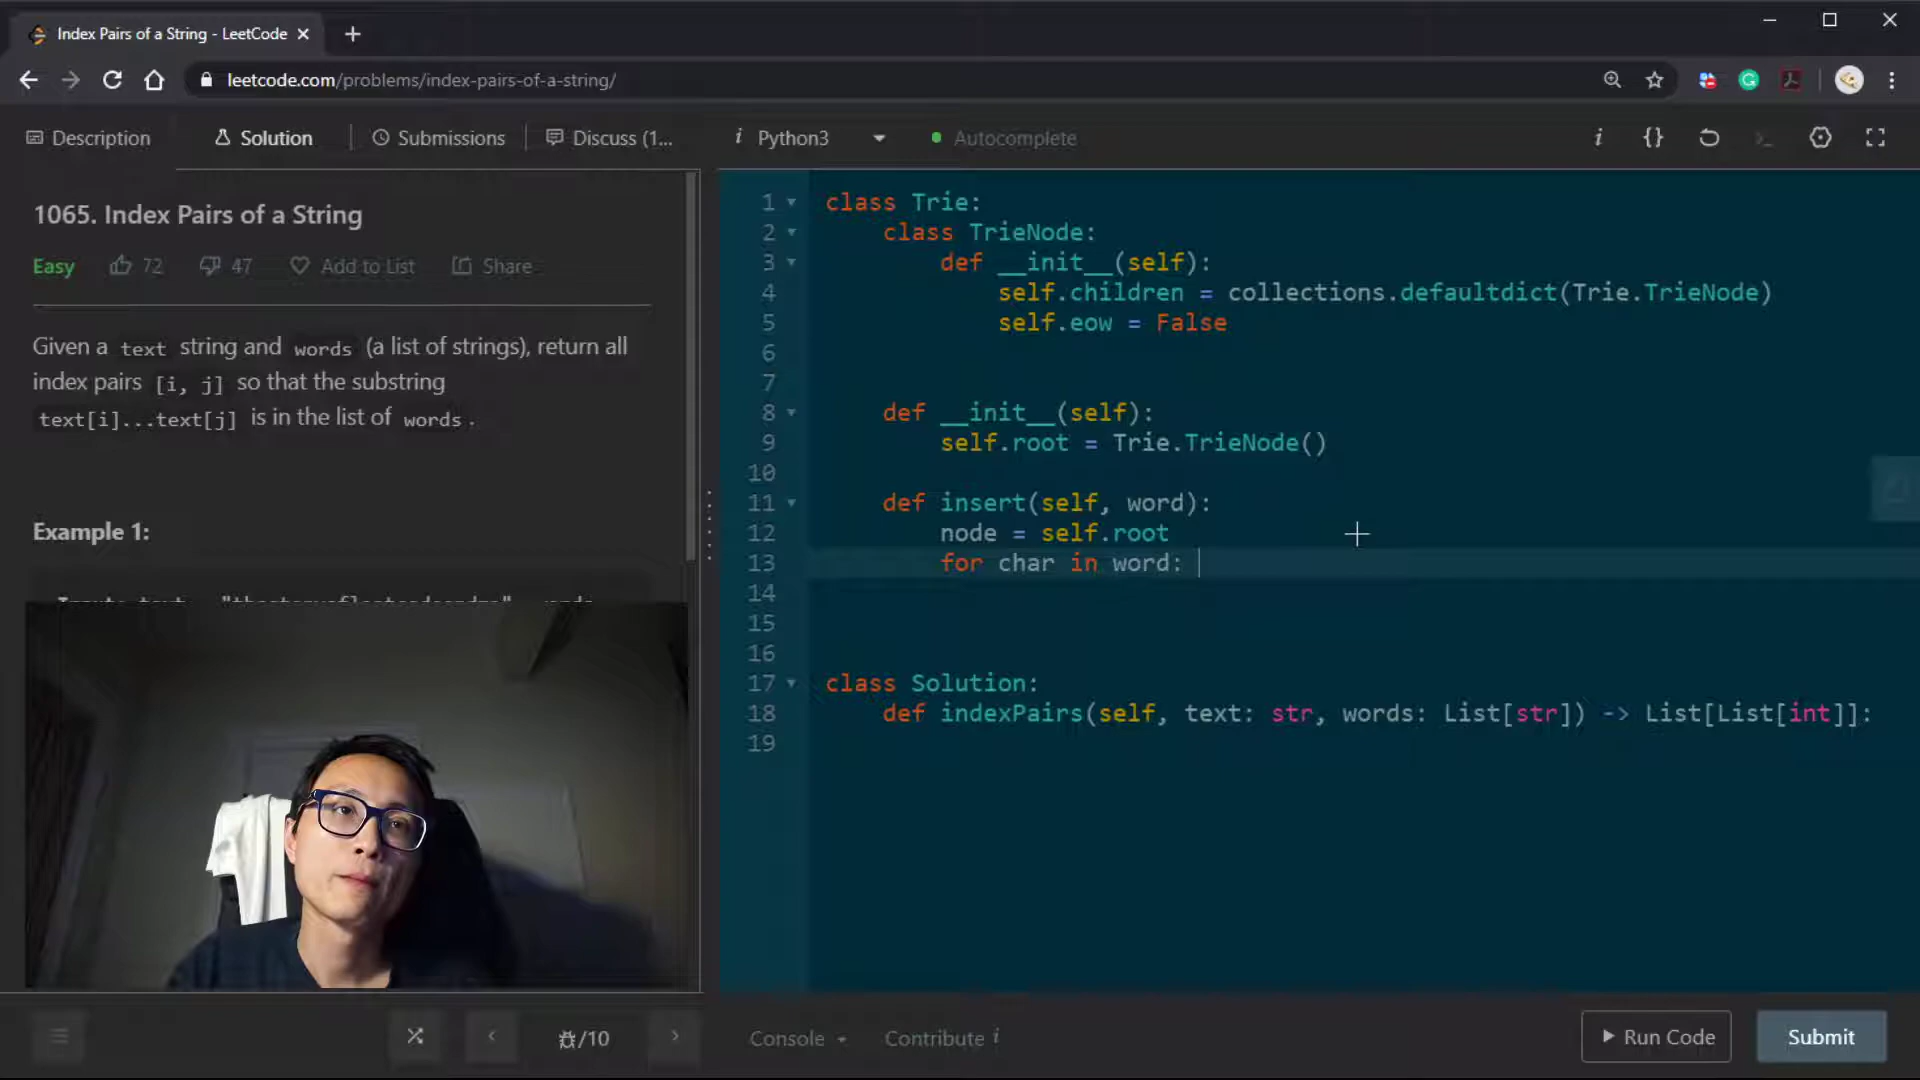 Index Pairs of a String - LeetCode
leetcode.com/problems/index-pairs-of-a-string/
Description
Solution
Submissions
Discuss (1...
i Python3
Autocomplete
1065. Index Pairs of a String
Easy 72 47 Add to List Share
Given a text string and words (a list of strings), return all
index pairs [i, j] so that the substring
text[i]...text[j] is in the list of words.
Example 1:
1 class Trie:
2 class TrieNode:
3 def __init__(self):
4 self.children = collections.defaultdict(Trie.TrieNode)
5 self.eow = False
6
7
8 def __init__(self):
9 self.root = Trie.TrieNode()
10
11 def insert(self, word):
12 node = self.root
13 for char in word:
14
15
16
17 class Solution:
18 def indexPairs(self, text: str, words: List[str]) -> List[List[int]]:
19
/10
Console
Contribute i
Run Code
Submit